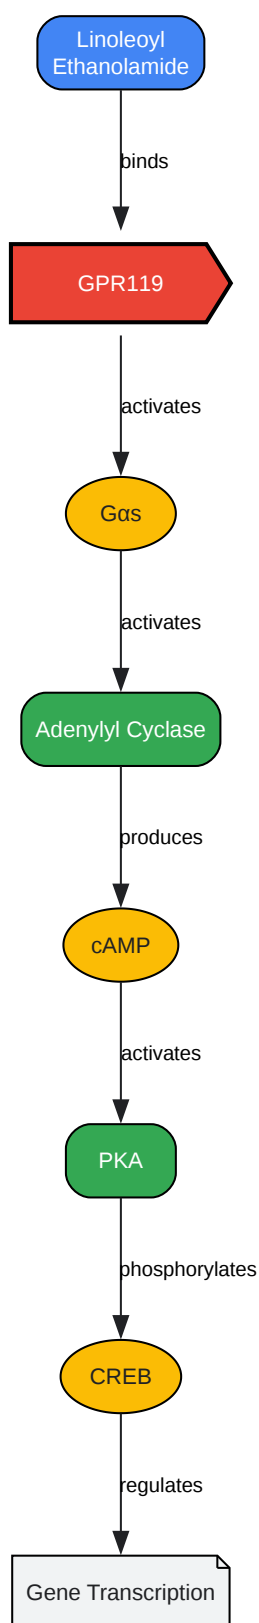 Linoleoyl
Ethanolamide
binds
GPR119
activates
Gαs
activates
Adenylyl Cyclase
produces
cAMP
activates
PKA
phosphorylates
CREB
regulates
Gene Transcription